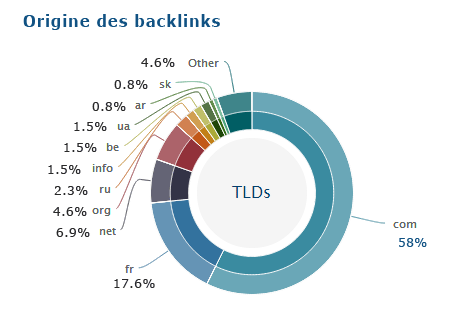 Origine des backlinks
4.6% Other
0.8% sk
0.8% ar
1.5% ua
1.5% be
1.5% info
2.3% ru
4.6% org
6.9% net
fr
17.6%
TLDs
com
58%